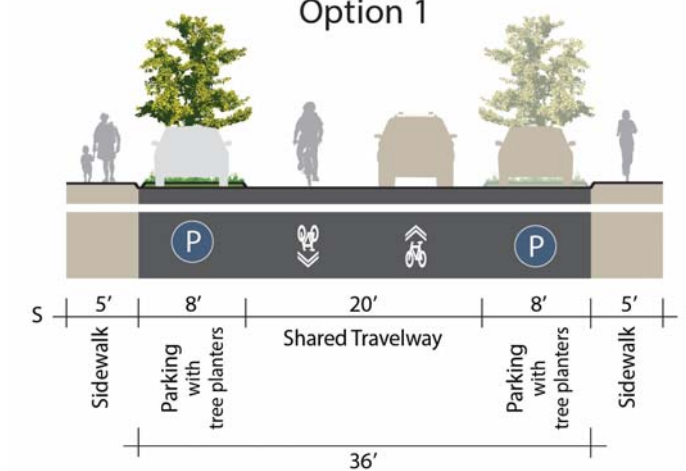 Option 1
P
P
S
5’
8’
20’
8’
5’
Sidewalk
Parking
with
tree planters
Shared Travelway
Parking
with
tree planters
Sidewalk
36’